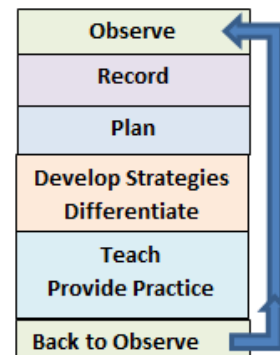 Observe
Record
Plan
Develop Strategies
Differentiate
Teach
Provide Practice
Back to Observe